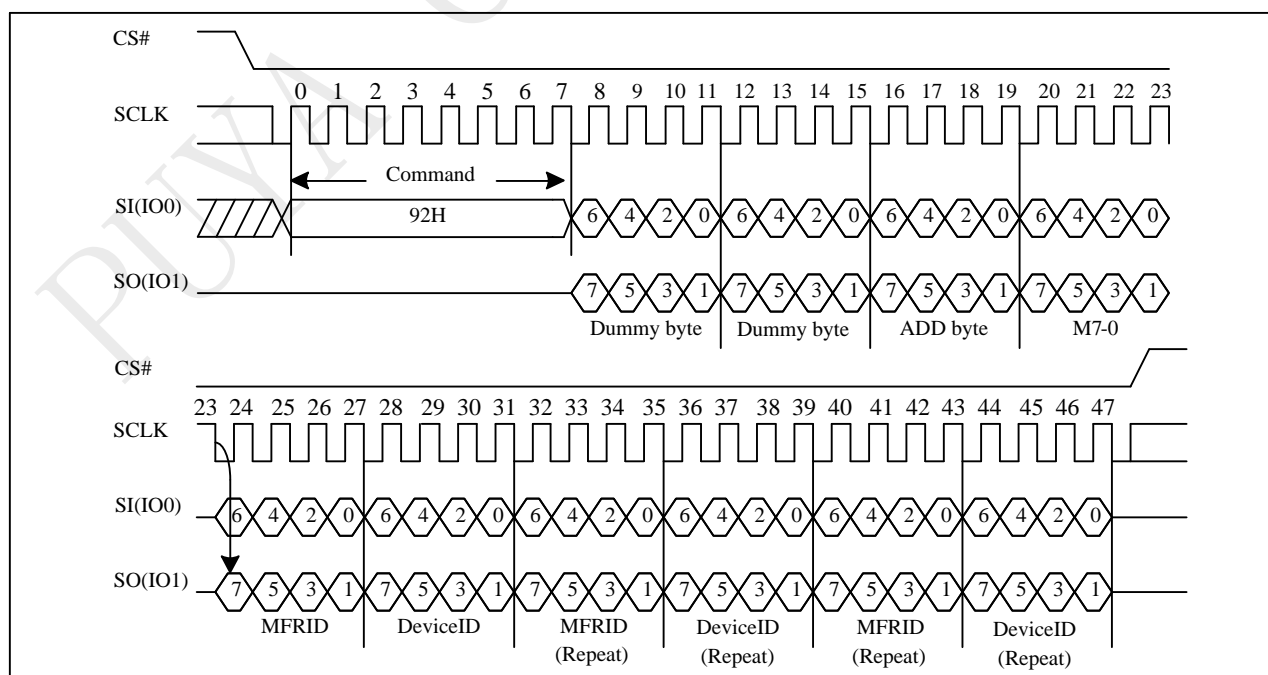 PUYA
CS#
0 1 2 3 4 5 6 7 8 9 10 11 12 13 14 15 16 17 18 19 20 21 22 23
SCLK
Command
SI(IO0)
92H
6 4 2 0 6 4 2 0 6 4 2 0 6 4 2 0
SO(IO1)
7 5 3 1 7 5 3 1 7 5 3 1 7 5 3 1
Dummy byte Dummy byte ADD byte M7-0
CS#
23 24 25 26 27 28 29 30 31 32 33 34 35 36 37 38 39 40 41 42 43 44 45 46 47
SCLK
SI(IO0)
6 4 2 0 6 4 2 0 6 4 2 0 6 4 2 0 6 4 2 0 6 4 2 0
SO(IO1)
7 5 3 1 7 5 3 1 7 5 3 1 7 5 3 1 7 5 3 1 7 5 3 1
MFRID DeviceID MFRID DeviceID MFRID DeviceID
(Repeat) (Repeat) (Repeat) (Repeat)